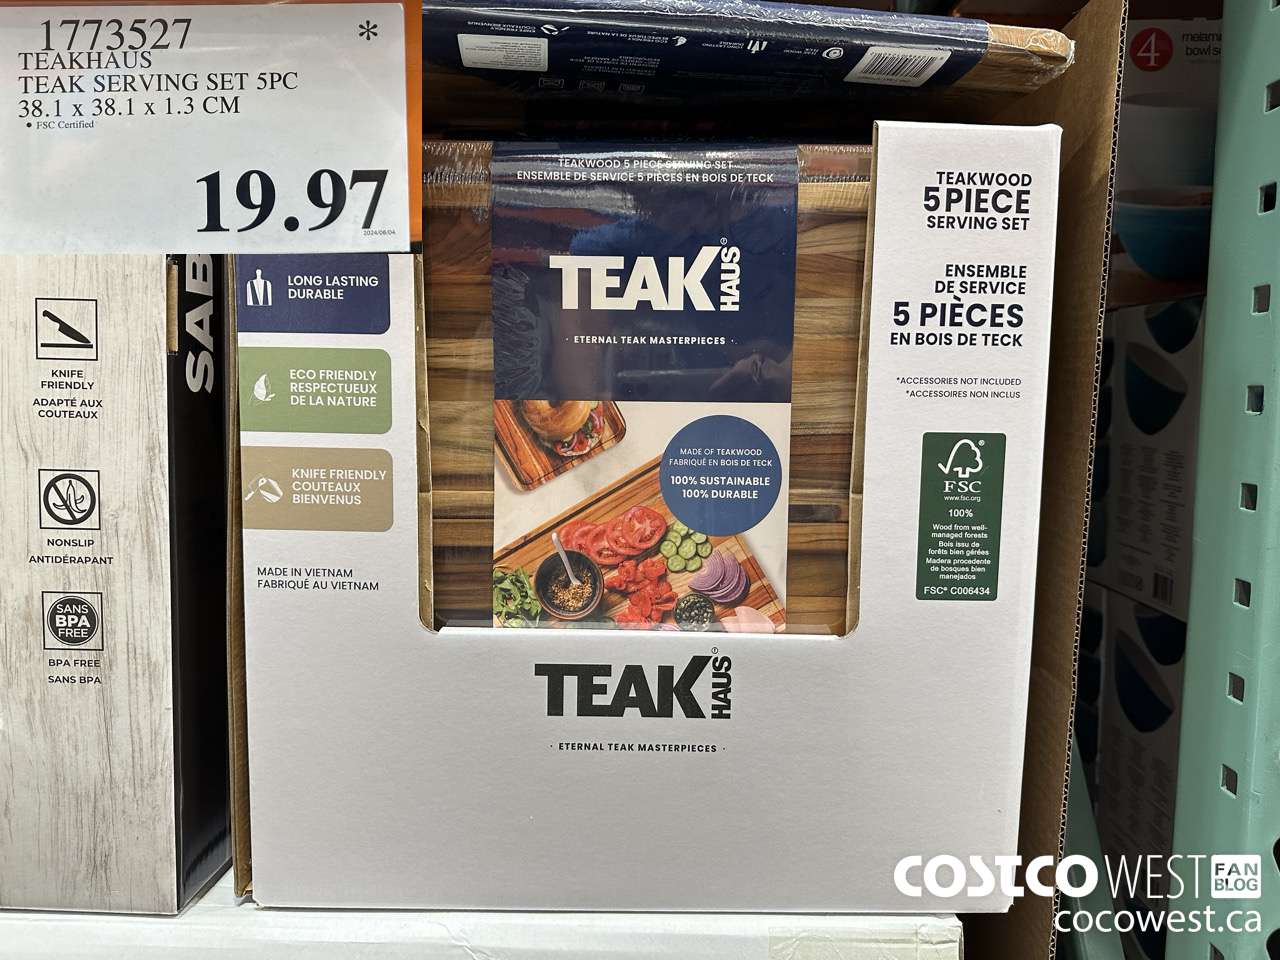 1773527 *
TEAKHAUS
TEAK SERVING SET 5PC
38.1 x 38.1 x 1.3 CM
• FSC Certified
19.97
2024/06/04
KNIFE
FRIENDLY
ADAPTÉ AUX
COUTEAUX
NONSLIP
ANTIDÉRAPANT
SANS
BPA
FREE
BPA FREE
SANS BPA
SAB
LONG LASTING
DURABLE
ECO FRIENDLY
RESPECTUEUX
DE LA NATURE
KNIFE FRIENDLY
COUTEAUX
BIENVENUS
MADE IN VIETNAM
FABRIQUÉ AU VIETNAM
TEAKWOOD 5 PIECE SERVING SET
ENSEMBLE DE SERVICE 5 PIÈCES EN BOIS DE TECK
TEAK HAUS®
· ETERNAL TEAK MASTERPIECES ·
MADE OF TEAKWOOD
FABRIQUÉ EN BOIS DE TECK
100% SUSTAINABLE
100% DURABLE
TEAK HAUS®
· ETERNAL TEAK MASTERPIECES ·
TEAKWOOD
5 PIECE
SERVING SET
ENSEMBLE
DE SERVICE
5 PIÈCES
EN BOIS DE TECK
*ACCESSORIES NOT INCLUDED
*ACCESSOIRES NON INCLUS
®
FSC
www.fsc.org
100%
Wood from well-
managed forests
Bois issu de
forêts bien gérées
Madera procedente
de bosques bien
manejados
FSC® C006434
4
melam
bowl s
COSTCO WEST FAN BLOG
cocowest.ca